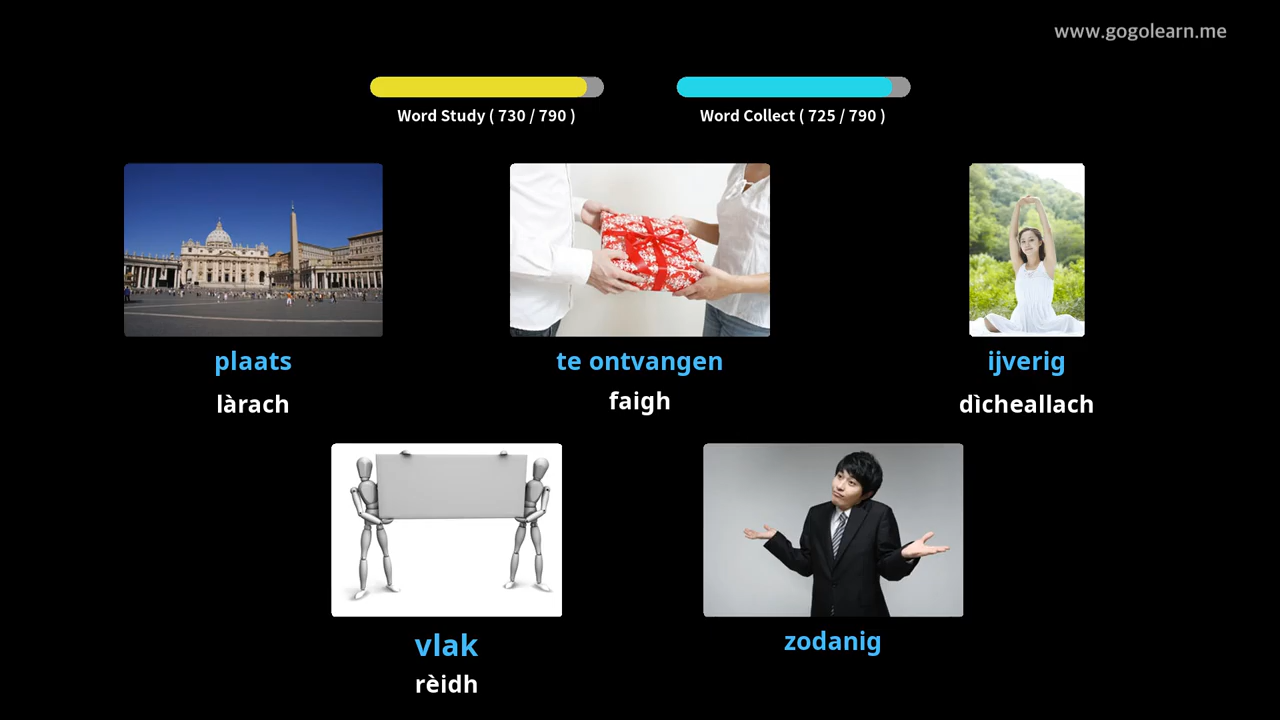 www.gogolearn.me
Word Study ( 730 / 790 )
Word Collect ( 725 / 790 )
plaats
làrach
te ontvangen
faigh
ijverig
dìcheallach
vlak
rèidh
zodanig